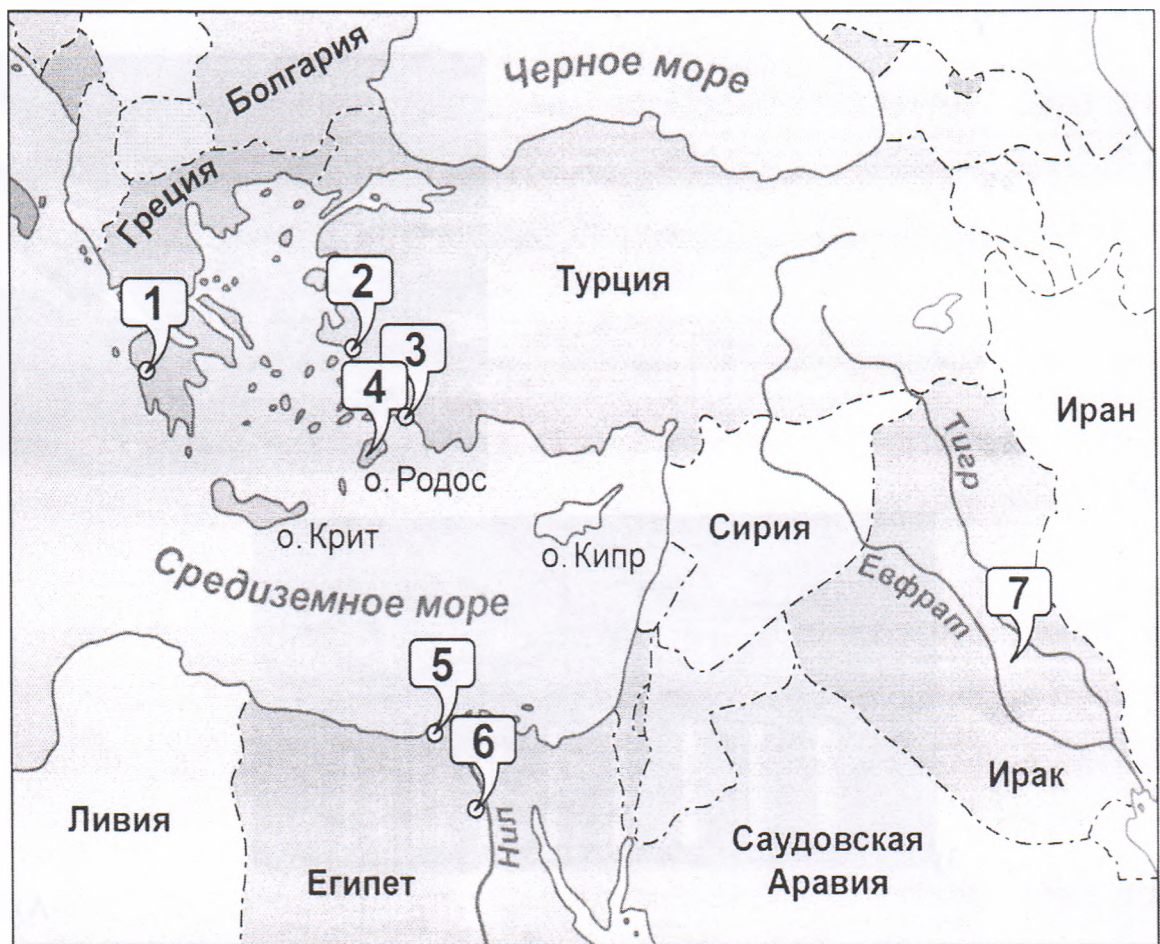 Болгария
Черное море
Греция
Турция
1
2
3
4
Иран
Тигр
о. Родос
о. Крит
о. Кипр
Сирия
Евфрат
Средиземное море
7
5
6
Ирак
Ливия
Нил
Египет
Саудовская
Аравия